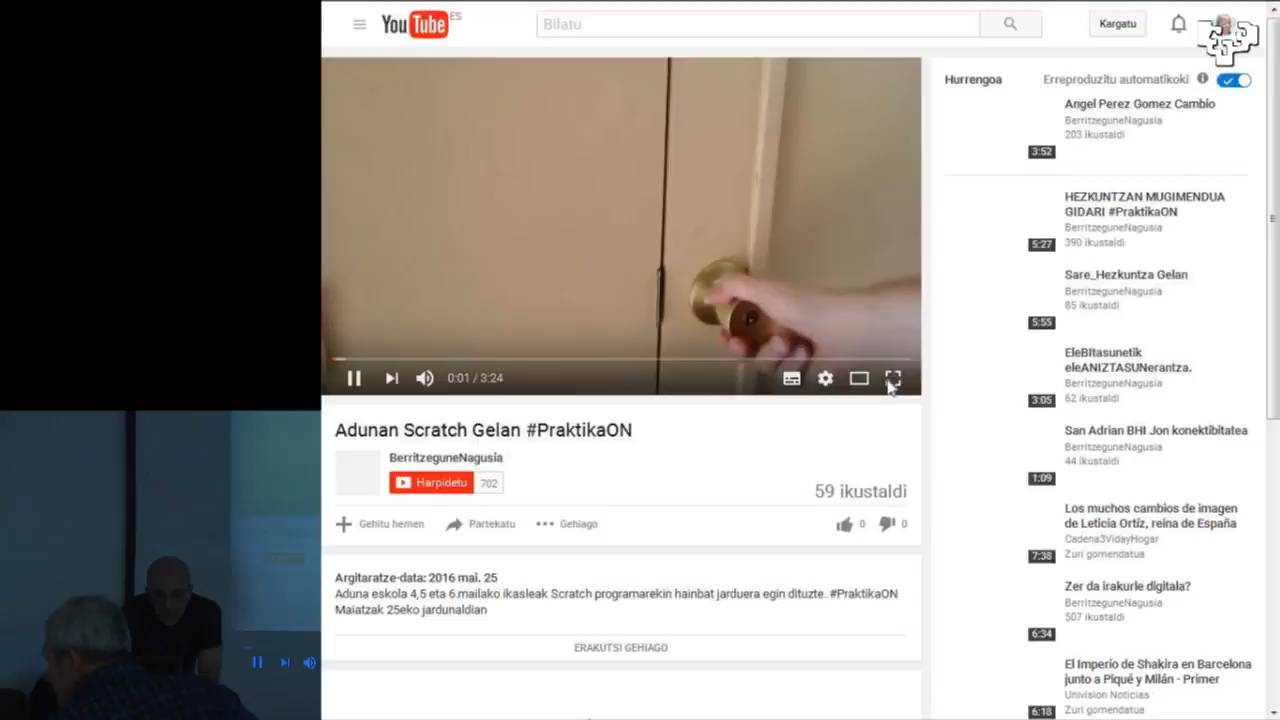 YouTube ES
Bilatu
Kargatu
0:01 / 3:24
Adunan Scratch Gelan #PraktikaON
BerritzeguneNagusia
Harpidetu 702
59 ikustaldi
Gehitu hemen
Partekatu
Gehiago
0
0
Argitaratze-data: 2016 mai. 25
Aduna eskola 4,5 eta 6.mailako ikasleak Scratch programarekin hainbat jarduera egin dituzte. #PraktikaON
Maiatzak 25eko jardunaldian
ERAKUTSI GEHIAGO
Hurrengoa
Erreproduzitu automatikoki
Angel Perez Gomez Cambio
BerritzeguneNagusia
203 ikustaldi
3:52
HEZKUNTZAN MUGIMENDUA
GIDARI #PraktikaON
BerritzeguneNagusia
390 ikustaldi
5:27
Sare_Hezkuntza Gelan
BerritzeguneNagusia
85 ikustaldi
5:55
EleBItasunetik
eleANIZTASUNerantza.
BerritzeguneNagusia
62 ikustaldi
3:05
San Adrian BHI Jon konektibitatea
BerritzeguneNagusia
44 ikustaldi
1:09
Los muchos cambios de imagen
de Leticia Ortíz, reina de España
Cadena3VidayHogar
Zuri gomendatua
7:38
Zer da irakurle digitala?
BerritzeguneNagusia
507 ikustaldi
6:34
El Imperio de Shakira en Barcelona
junto a Piqué y Milán - Primer
Univision Noticias
Zuri gomendatua
6:18